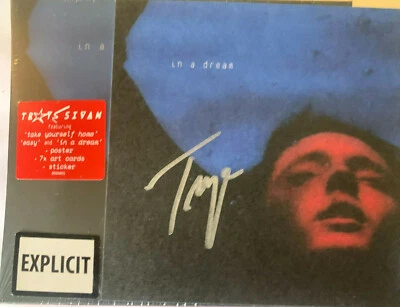 in a
in a dream
TROYE SIVAN
featuring
'take yourself home'
'easy' and 'in a dream'
- poster
- 7x art cards
- sticker
Troye
EXPLICIT